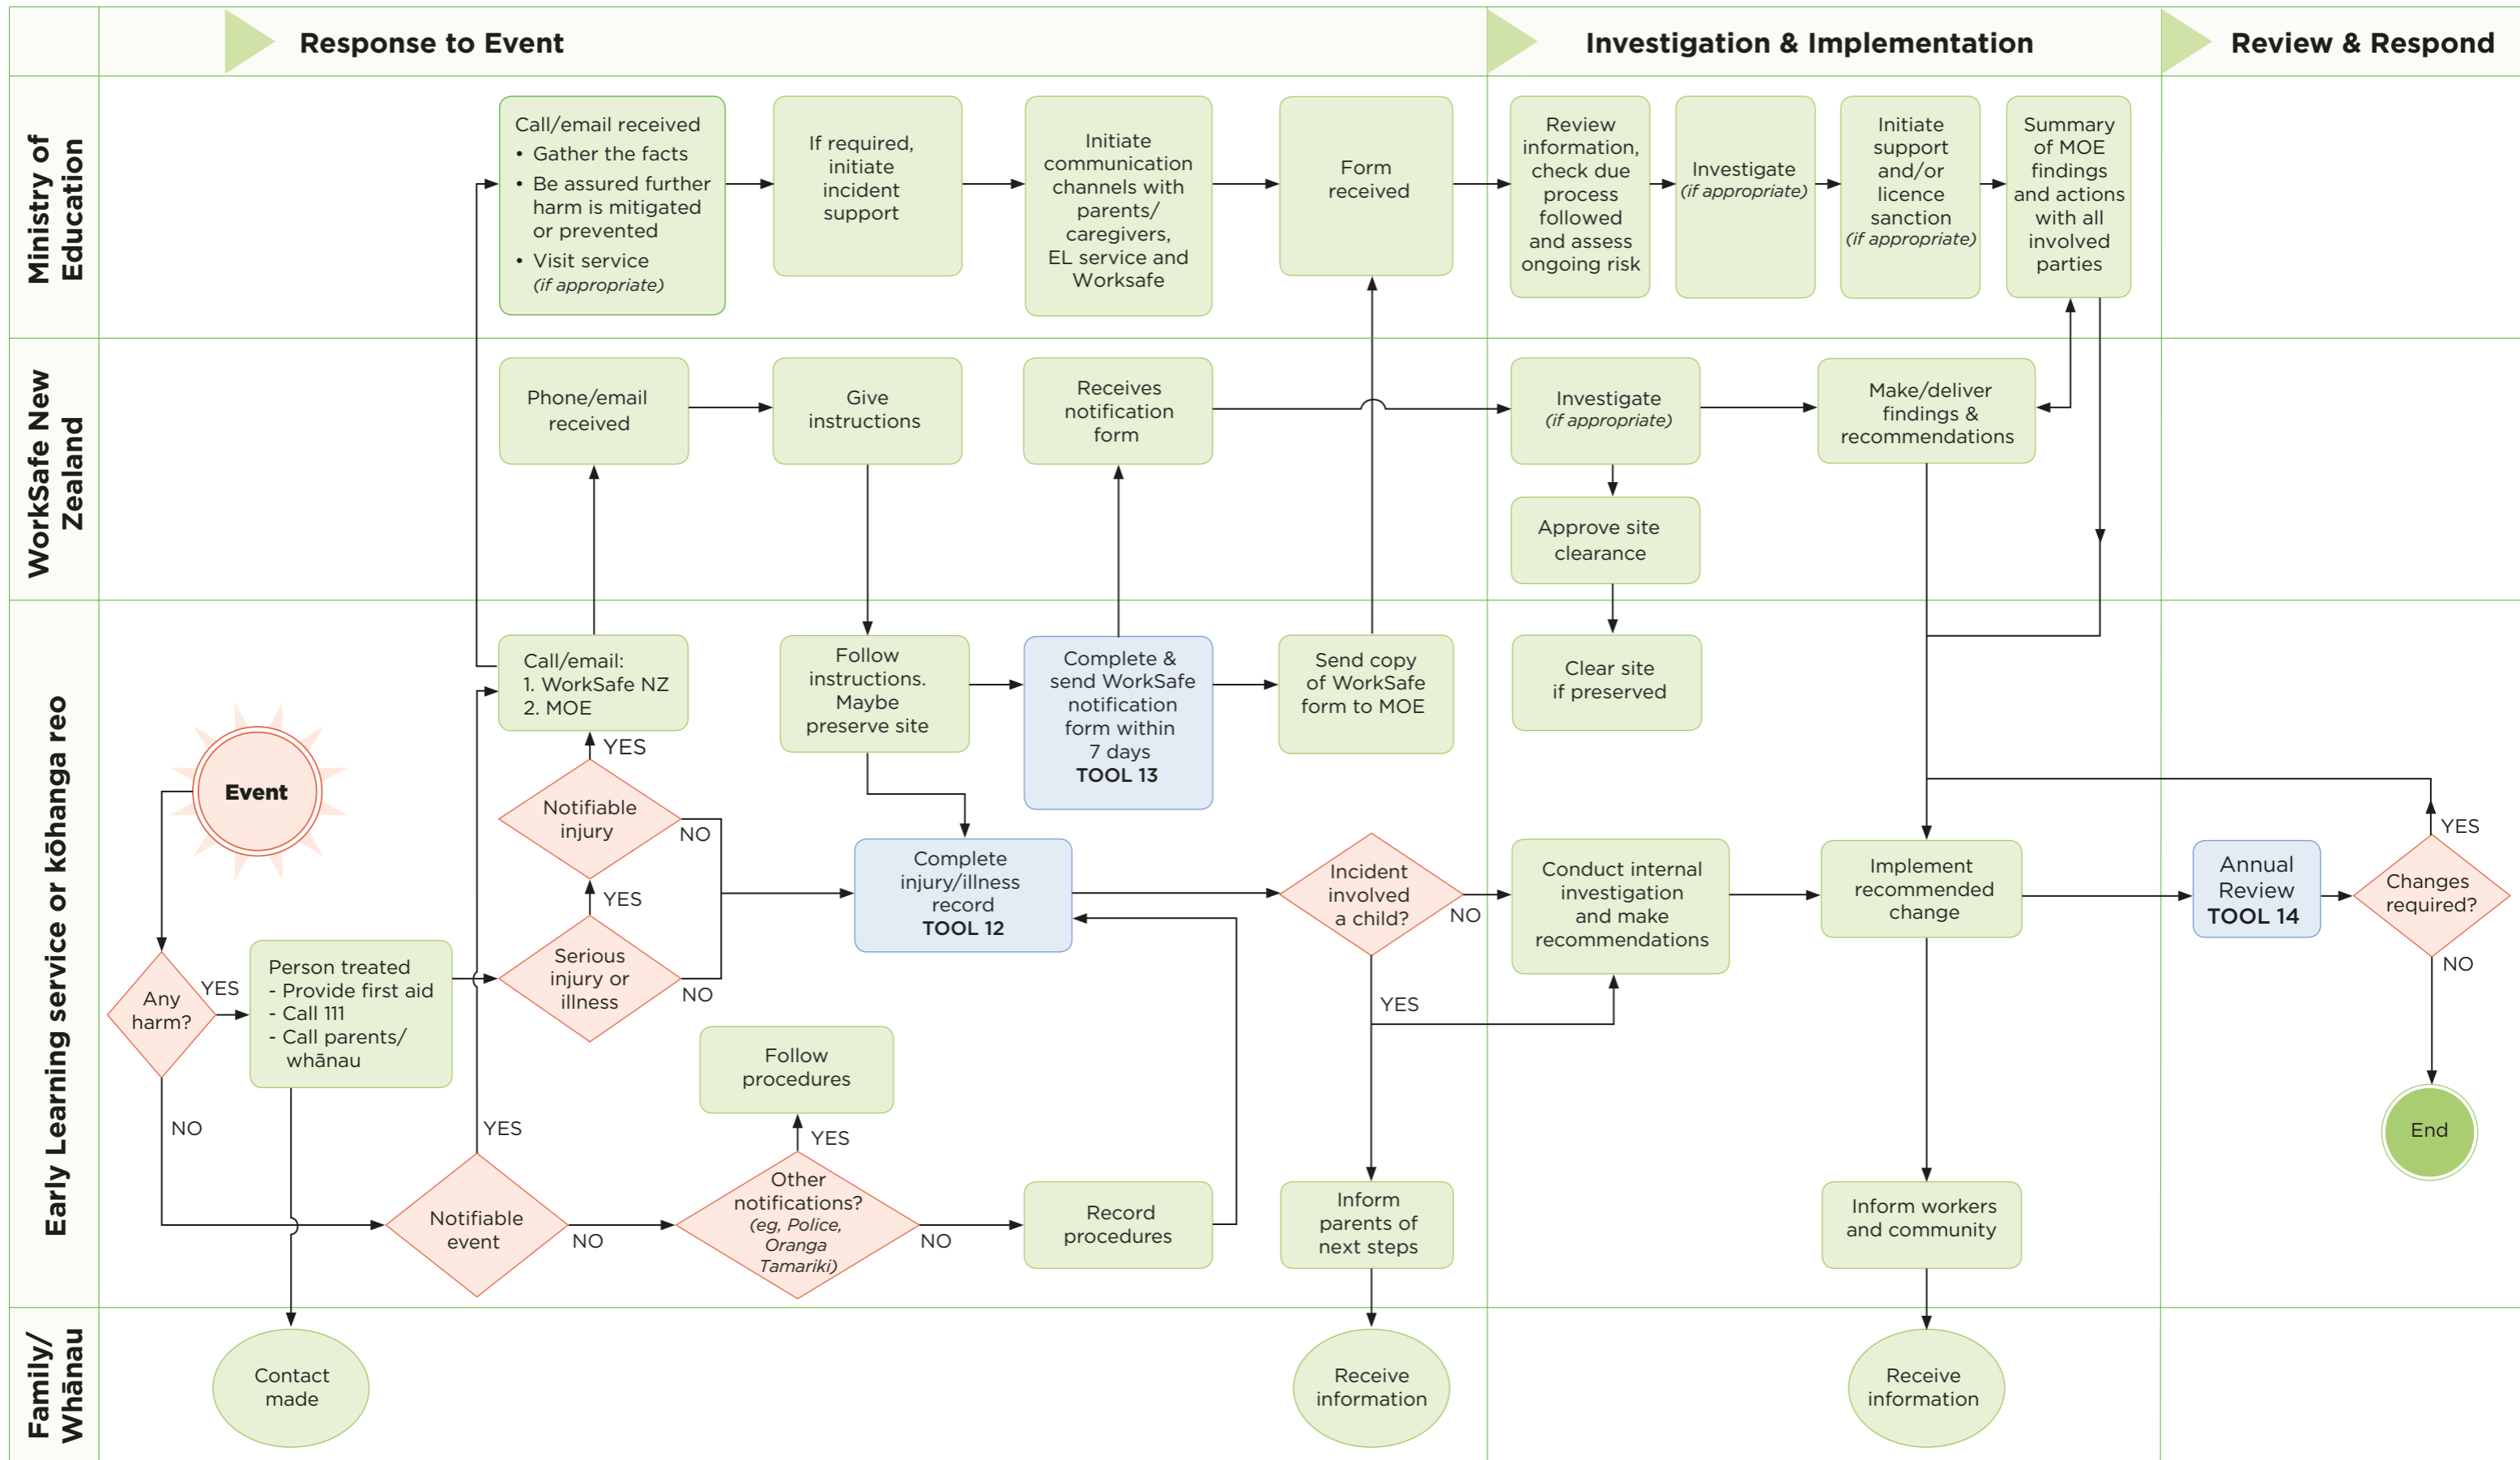 Response to Event
Investigation & Implementation
Review & Respond
Ministry of
Education
Call/email received
• Gather the facts
• Be assured further
harm is mitigated
or prevented
• Visit service
(if appropriate)
If required,
initiate
incident
support
Initiate
communication
channels with
parents/
caregivers,
EL service and
Worksafe
Form
received
Review
information,
check due
process
followed
and assess
ongoing risk
Investigate
(if appropriate)
Initiate
support
and/or
licence
sanction
(if appropriate)
Summary
of MOE
findings
and actions
with all
involved
parties
WorkSafe New
Zealand
Phone/email
received
Give
instructions
Receives
notification
form
Investigate
(if appropriate)
Make/deliver
findings &
recommendations
Approve site
clearance
Early Learning service or kōhanga reo
Call/email:
1. WorkSafe NZ
2. MOE
Follow
instructions.
Maybe
preserve site
Complete &
send WorkSafe
notification
form within
7 days
TOOL 13
Send copy
of WorkSafe
form to MOE
Clear site
if preserved
Event
YES
Notifiable
injury
NO
YES
Serious
injury or
illness
NO
Complete
injury/illness
record
TOOL 12
Incident
involved
a child?
NO
YES
Conduct internal
investigation
and make
recommendations
Implement
recommended
change
Annual
Review
TOOL 14
YES
Changes
required?
NO
Any
harm?
YES
NO
Person treated
- Provide first aid
- Call 111
- Call parents/
whānau
Follow
procedures
YES
YES
Notifiable
event
NO
Other
notifications?
(eg, Police,
Oranga
Tamariki)
NO
Record
procedures
Inform
parents of
next steps
Inform workers
and community
End
Family/
Whānau
Contact
made
Receive
information
Receive
information